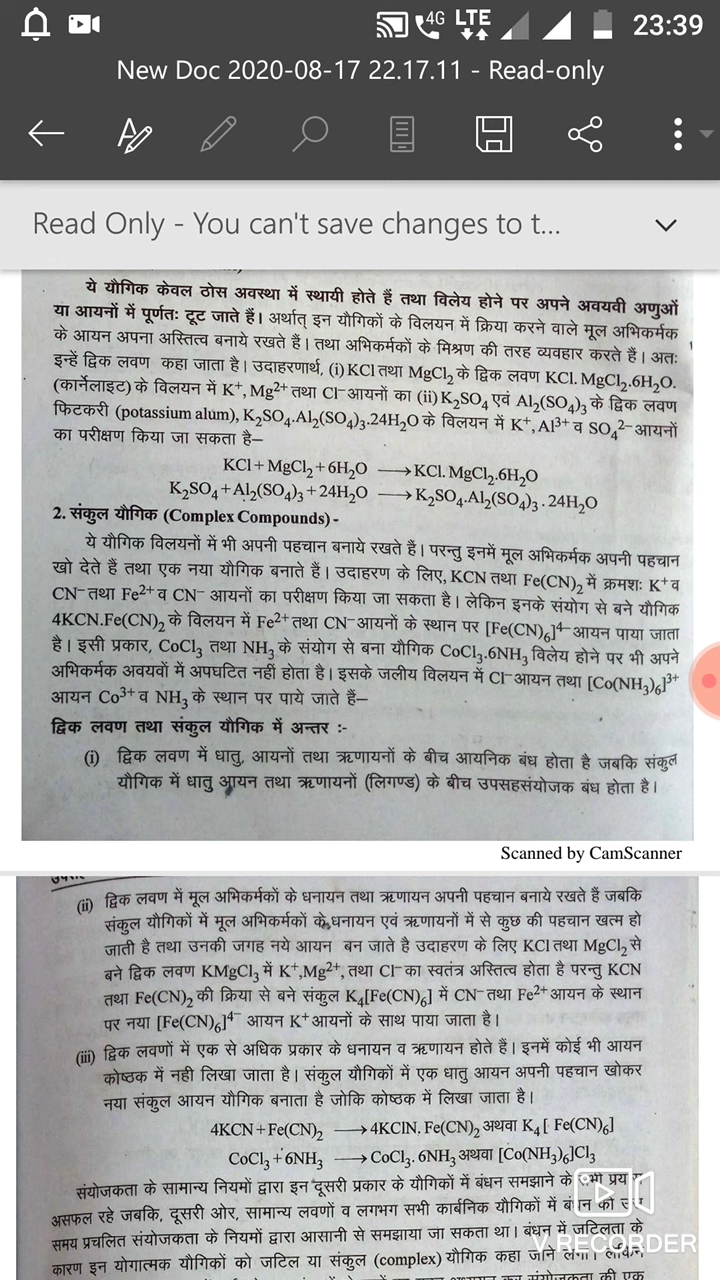 4G LTE 23:39
New Doc 2020-08-17 22.17.11 - Read-only
Read Only - You can't save changes to t...
ये यौगिक केवल ठोस अवस्था में स्थायी होते हैं तथा विलेय होने पर अपने अवयवी अणुओं
या आयनों में पूर्णतः टूट जाते हैं। अर्थात् इन यौगिकों के विलयन में क्रिया करने वाले मूल अभिकर्मक
के आयन अपना अस्तित्व बनाये रखते हैं। तथा अभिकर्मकों के मिश्रण की तरह व्यवहार करते हैं। अतः
इन्हें द्विक लवण कहा जाता है। उदाहरणार्थ, (i) KCl तथा MgCl₂ के द्विक लवण KCl. MgCl₂.6H₂O.
(कार्नेलाइट) के विलयन में K⁺, Mg²⁺ तथा Cl⁻ आयनों का (ii) K₂SO₄ एवं Al₂(SO₄)₃ के द्विक लवण
फिटकरी (potassium alum), K₂SO₄.Al₂(SO₄)₃.24H₂O के विलयन में K⁺, Al³⁺ व SO₄²⁻ आयनों
का परीक्षण किया जा सकता है–
KCl + MgCl₂ + 6H₂O ⟶ KCl. MgCl₂.6H₂O
K₂SO₄ + Al₂(SO₄)₃ + 24H₂O ⟶ K₂SO₄.Al₂(SO₄)₃ . 24H₂O
2. संकुल यौगिक (Complex Compounds) -
ये यौगिक विलयनों में भी अपनी पहचान बनाये रखते हैं। परन्तु इनमें मूल अभिकर्मक अपनी पहचान
खो देते हैं तथा एक नया यौगिक बनाते हैं। उदाहरण के लिए, KCN तथा Fe(CN)₂ में क्रमशः K⁺ व
CN⁻ तथा Fe²⁺ व CN⁻ आयनों का परीक्षण किया जा सकता है। लेकिन इनके संयोग से बने यौगिक
4KCN.Fe(CN)₂ के विलयन में Fe²⁺ तथा CN⁻ आयनों के स्थान पर [Fe(CN)₆]⁴⁻ आयन पाया जाता
है। इसी प्रकार, CoCl₃ तथा NH₃ के संयोग से बना यौगिक CoCl₃.6NH₃ विलेय होने पर भी अपने
अभिकर्मक अवयवों में अपघटित नहीं होता है। इसके जलीय विलयन में Cl⁻ आयन तथा [Co(NH₃)₆]³⁺
आयन Co³⁺ व NH₃ के स्थान पर पाये जाते हैं–
द्विक लवण तथा संकुल यौगिक में अन्तर :-
(i) द्विक लवण में धातु, आयनों तथा ऋणायनों के बीच आयनिक बंध होता है जबकि संकुल
यौगिक में धातु आयन तथा ऋणायनों (लिगण्ड) के बीच उपसहसंयोजक बंध होता है।
Scanned by CamScanner
(ii) द्विक लवण में मूल अभिकर्मकों के धनायन तथा ऋणायन अपनी पहचान बनाये रखते हैं जबकि
संकुल यौगिकों में मूल अभिकर्मकों के धनायन एवं ऋणायनों में से कुछ की पहचान खत्म हो
जाती है तथा उनकी जगह नये आयन बन जाते है उदाहरण के लिए KCl तथा MgCl₂ से
बने द्विक लवण KMgCl₃ में K⁺,Mg²⁺, तथा Cl⁻ का स्वतंत्र अस्तित्व होता है परन्तु KCN
तथा Fe(CN)₂ की क्रिया से बने संकुल K₄[Fe(CN)₆] में CN⁻ तथा Fe²⁺ आयन के स्थान
पर नया [Fe(CN)₆]⁴⁻ आयन K⁺ आयनों के साथ पाया जाता है।
(iii) द्विक लवणों में एक से अधिक प्रकार के धनायन व ऋणायन होते हैं। इनमें कोई भी आयन
कोष्ठक में नही लिखा जाता है। संकुल यौगिकों में एक धातु आयन अपनी पहचान खोकर
नया संकुल आयन यौगिक बनाता है जोकि कोष्ठक में लिखा जाता है।
4KCN + Fe(CN)₂ ⟶ 4KCIN, Fe(CN)₂ अथवा K₄ [ Fe(CN)₆]
CoCl₃ + 6NH₃ ⟶ CoCl₃. 6NH₃ अथवा [Co(NH₃)₆]Cl₃
संयोजकता के सामान्य नियमों द्वारा इन दूसरी प्रकार के यौगिकों में बंधन समझाने के
असफल रहे जबकि, दूसरी ओर, सामान्य लवणों व लगभग सभी कार्बनिक यौगिकों में बंधन को
समय प्रचलित संयोजकता के नियमों द्वारा आसानी से समझाया जा सकता था। बंधन में जटिलता के
कारण इन योगात्मक यौगिकों को जटिल या संकुल (complex) यौगिक कहा जाने लगा।
V RECORDER